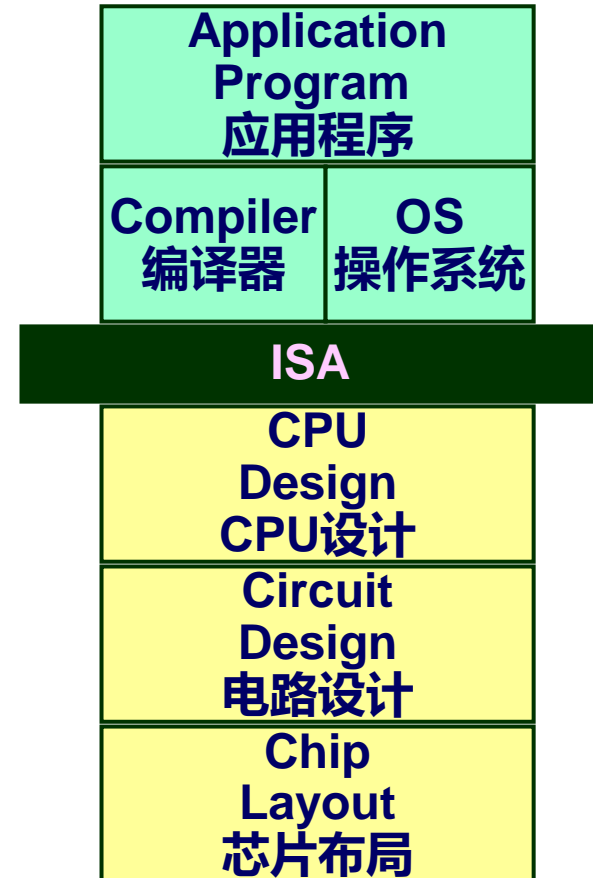 Application
Program
应用程序
Compiler
编译器
OS
操作系统
ISA
CPU
Design
CPU设计
Circuit
Design
电路设计
Chip
Layout
芯片布局